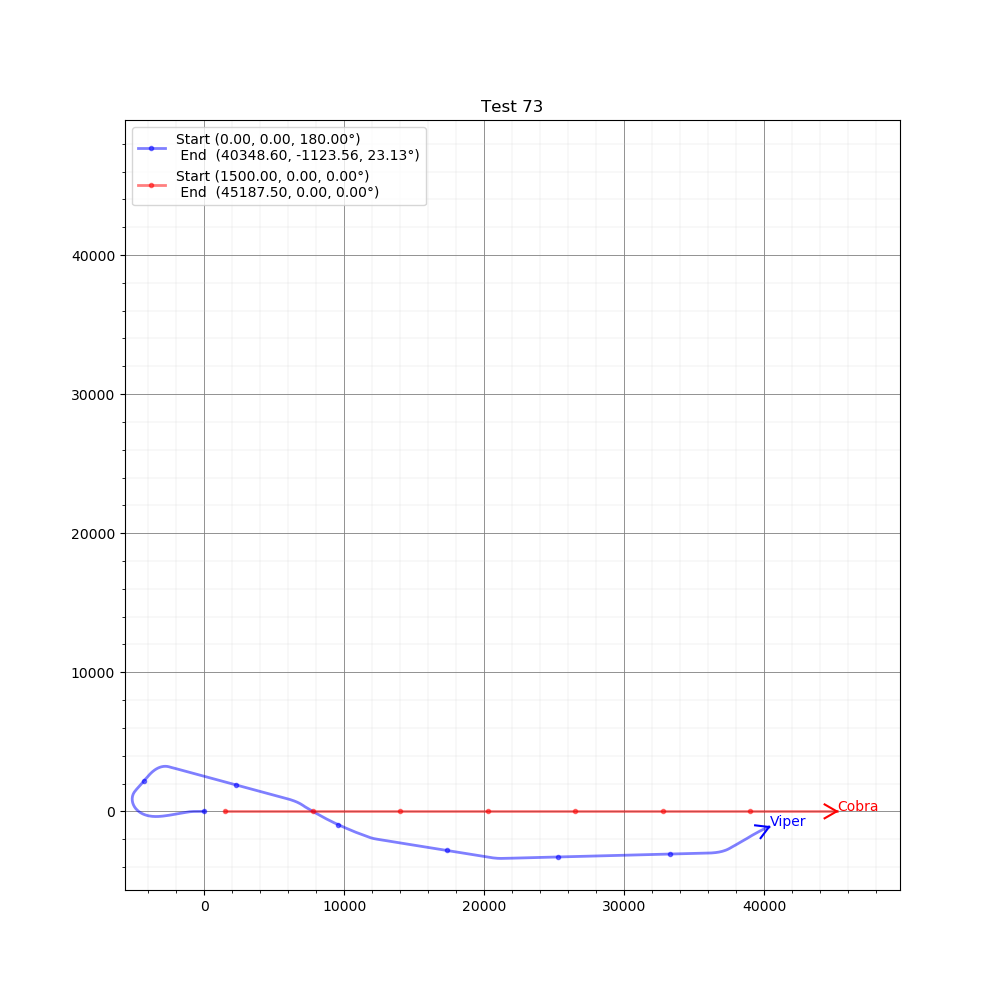 Test 73
Start (0.00, 0.00, 180.00°)
End  (40348.60, -1123.56, 23.13°)
Start (1500.00, 0.00, 0.00°)
End  (45187.50, 0.00, 0.00°)
40000
30000
20000
10000
0
Cobra
Viper
0
10000
20000
30000
40000